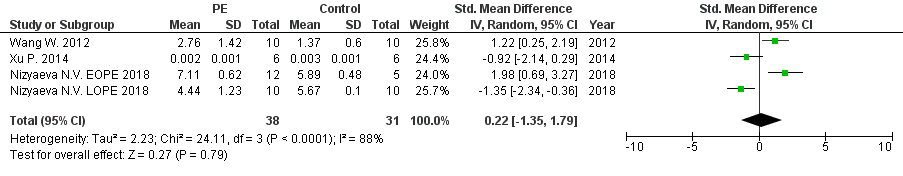 PE Control Std. Mean Difference Std. Mean Difference
Study or Subgroup Mean SD Total Mean SD Total Weight IV, Random, 95% CI Year IV, Random, 95% CI
Wang W. 2012 2.76 1.42 10 1.37 0.6 10 25.8% 1.22 [0.25, 2.19] 2012
Xu P. 2014 0.002 0.001 6 0.003 0.001 6 24.4% -0.92 [-2.14, 0.29] 2014
Nizyaeva N.V. EOPE 2018 7.11 0.62 12 5.89 0.48 5 24.0% 1.98 [0.69, 3.27] 2018
Nizyaeva N.V. LOPE 2018 4.44 1.23 10 5.67 0.1 10 25.7% -1.35 [-2.34, -0.36] 2018
Total (95% CI) 38 31 100.0% 0.22 [-1.35, 1.79]
Heterogeneity: Tau² = 2.23; Chi² = 24.11, df = 3 (P < 0.0001); I² = 88%
Test for overall effect: Z = 0.27 (P = 0.79)
-10 -5 0 5 10